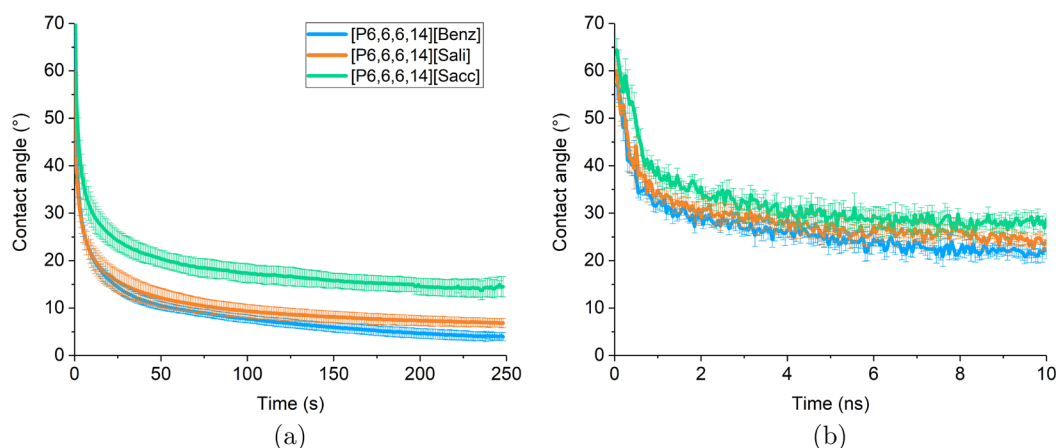 70
60
50
40
30
20
10
0
Contact angle (°)
[P6,6,6,14][Benz]
[P6,6,6,14][Sali]
[P6,6,6,14][Sacc]
0 50 100 150 200 250
Time (s)
(a)
70
60
50
40
30
20
10
0
Contact angle (°)
0 2 4 6 8 10
Time (ns)
(b)